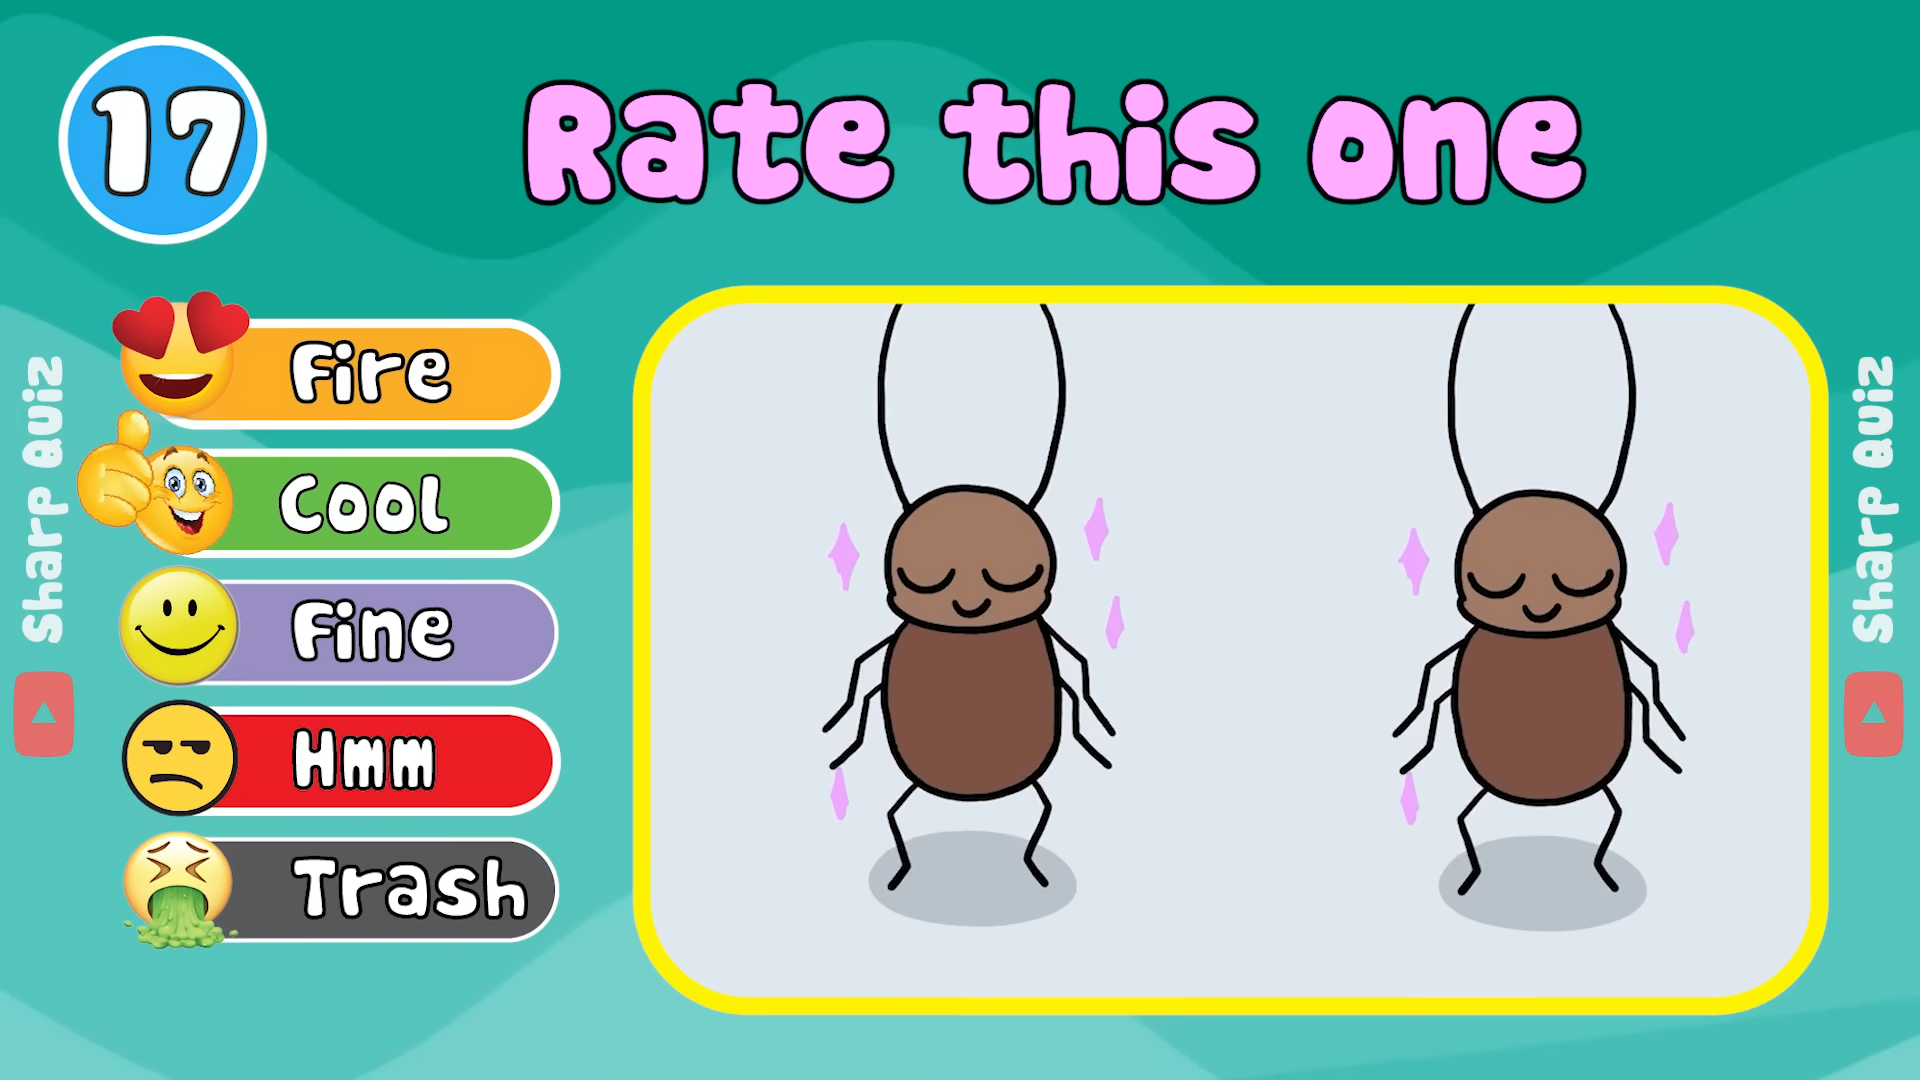 17
Rate this one
Fire
Cool
Fine
Hmm
Trash
Sharp Quiz
Sharp Quiz